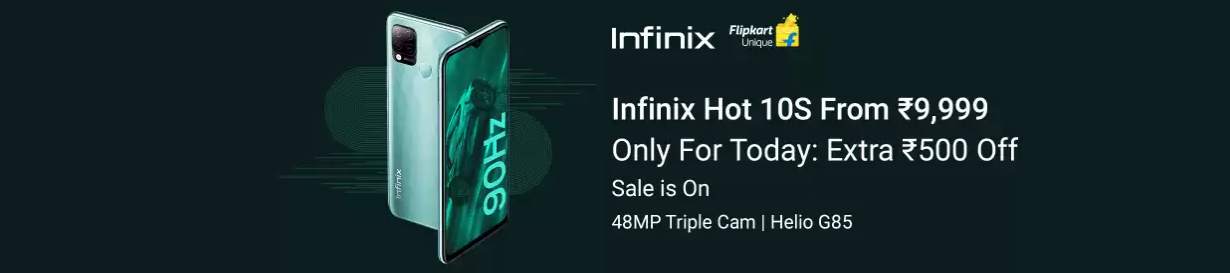 Infinix
Flipkart
Unique
Infinix Hot 10S From ₹9,999
Only For Today: Extra ₹500 Off
Sale is On
48MP Triple Cam | Helio G85
Infinix
90Hz